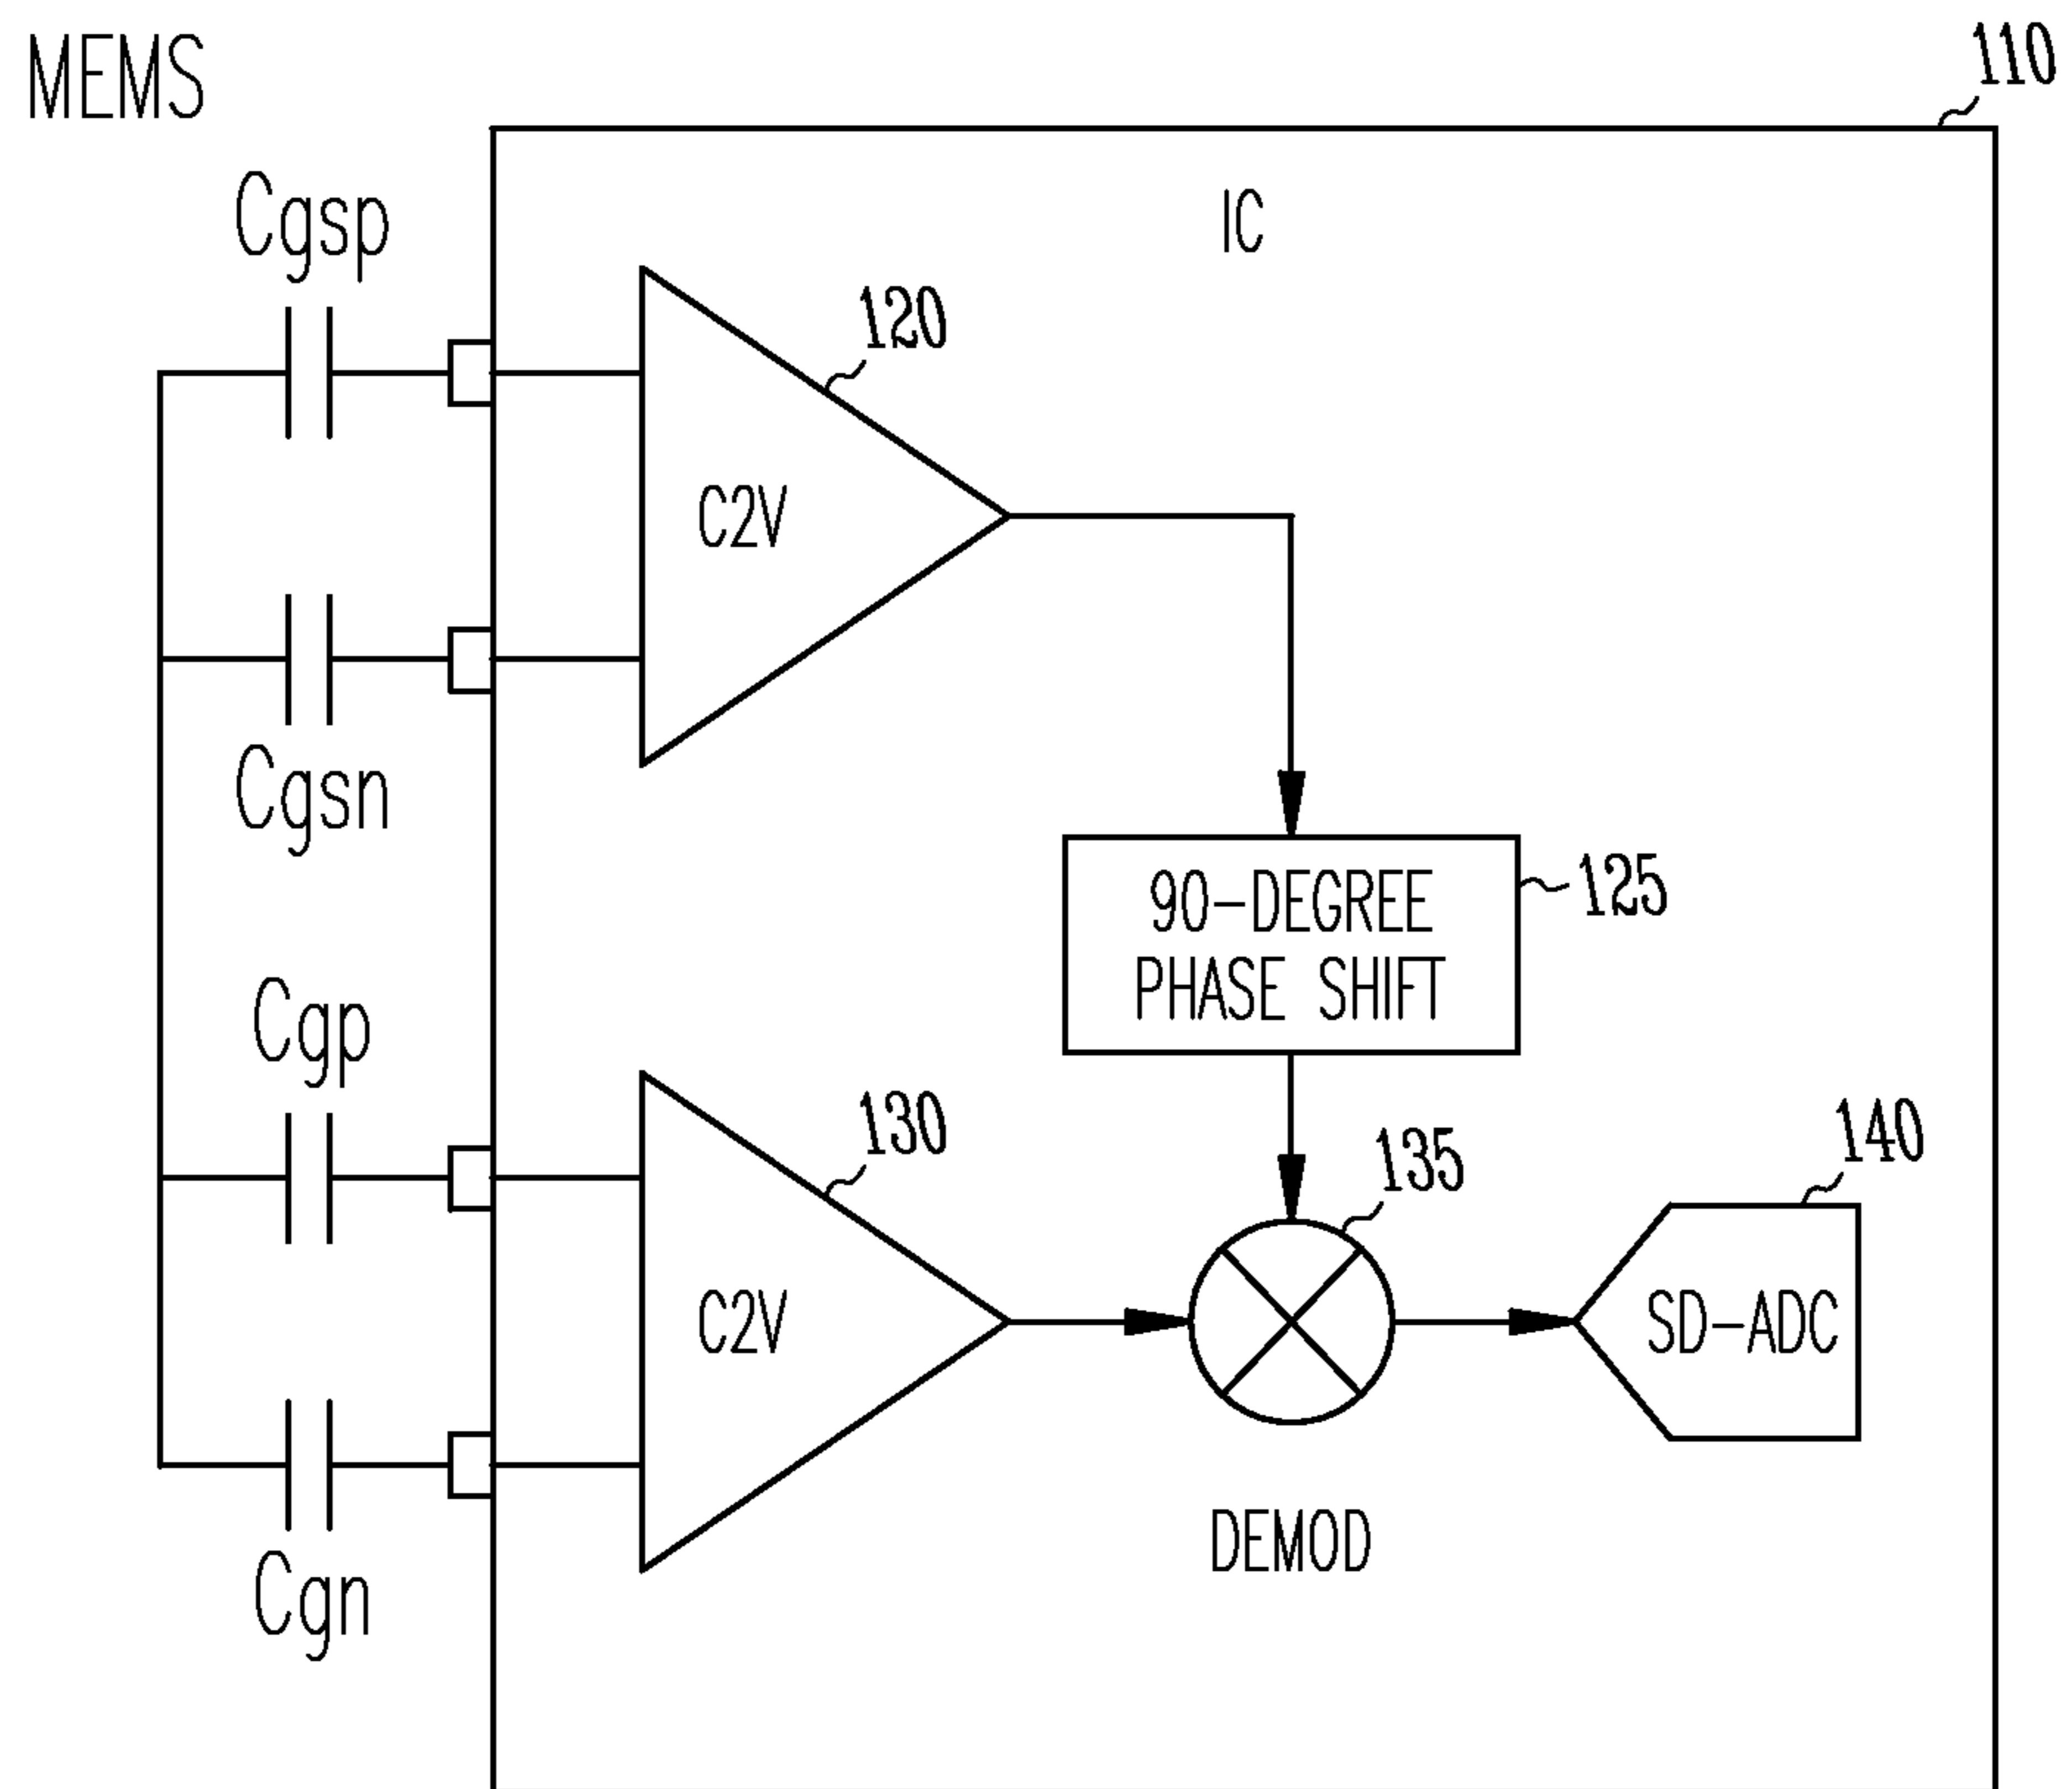 MEMS
110
Cgsp
IC
120
C2V
Cgsn
90-DEGREE
PHASE SHIFT
125
Cgp
130
135
140
C2V
SD-ADC
DEMOD
Cgn